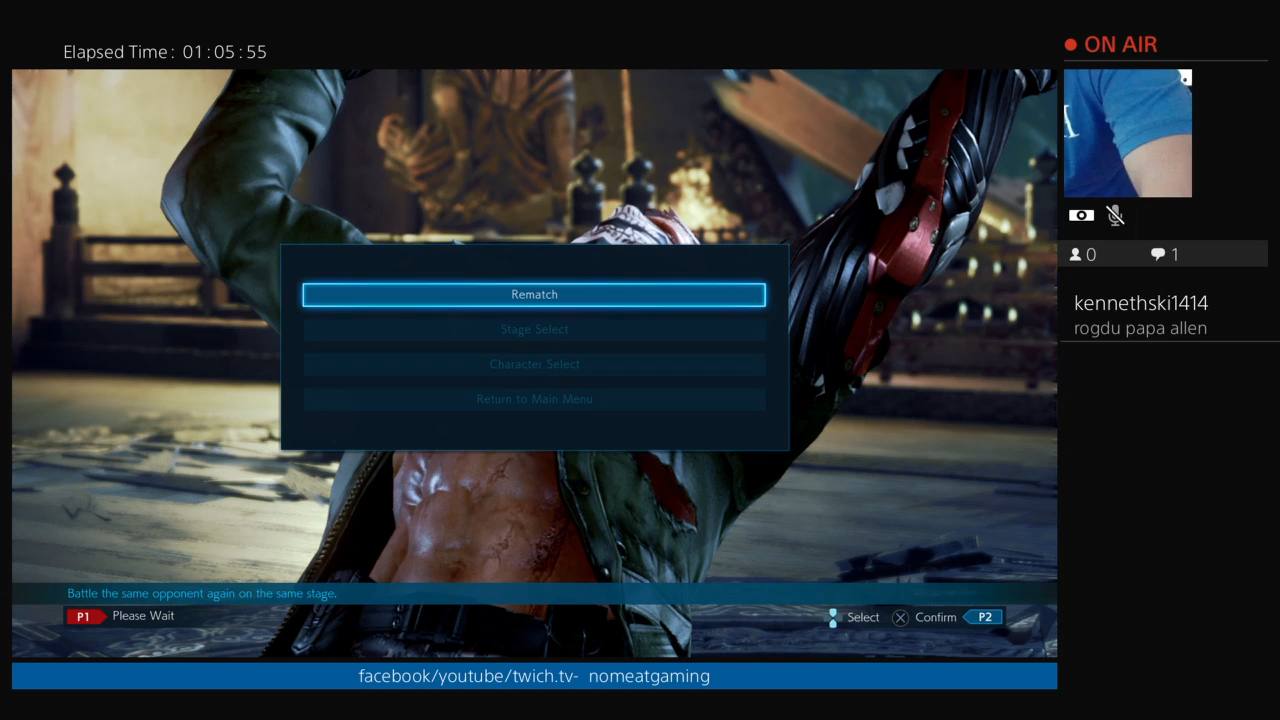 Elapsed Time: 01:05:55
ON AIR
0 1
kennethski1414
rogdu papa allen
Rematch
Stage Select
Character Select
Return to Main Menu
Battle the same opponent again on the same stage.
P1 Please Wait
Select Confirm P2
facebook/youtube/twich.tv- nomeatgaming